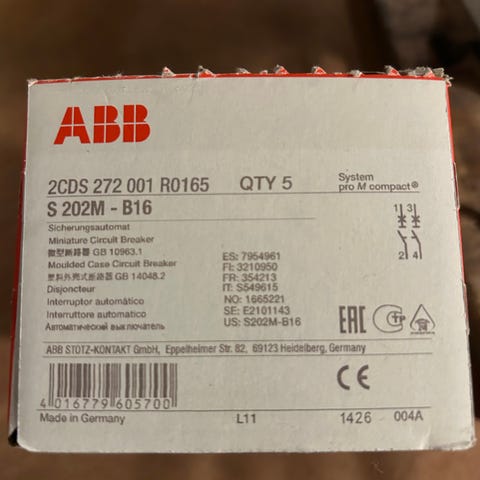 ABB
2CDS 272 001 R0165 QTY 5 System
pro M compact®
S 202M - B16
1 3
2 4
Sicherungsautomat
Miniature Circuit Breaker
微型断路器 GB 10963.1
Moulded Case Circuit Breaker
塑料外壳式断路器 GB 14048.2
Disjoncteur
Interruptor automático
Interruttore automatico
Автоматический выключатель
ES: 7954961
FI: 3210950
FR: 354213
IT: S549615
NO: 1665221
SE: E2101143
US: S202M-B16
EAC
ABB STOTZ-KONTAKT GmbH, Eppelheimer Str. 82, 69123 Heidelberg, Germany
CE
4 016779 605700
Made in Germany L11 1426 004A